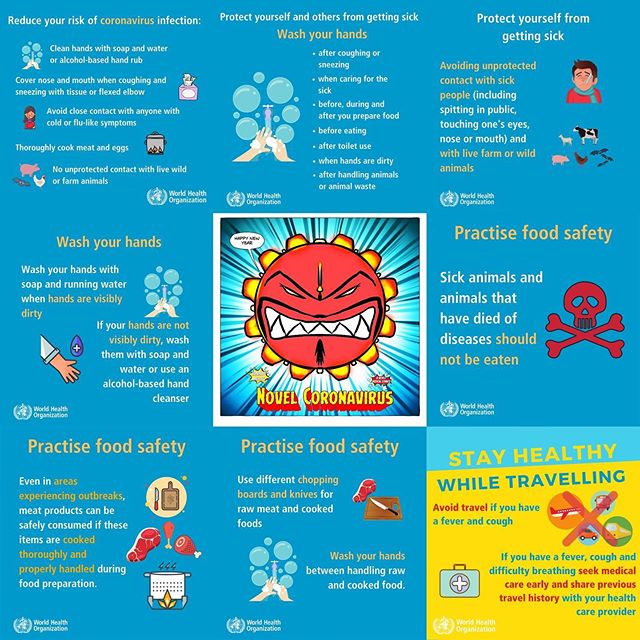 Reduce your risk of coronavirus infection:
Clean hands with soap and water
or alcohol-based hand rub
Cover nose and mouth when coughing and
sneezing with tissue or flexed elbow
Avoid close contact with anyone with
cold or flu-like symptoms
Thoroughly cook meat and eggs
No unprotected contact with live wild
or farm animals
World Health
Organization
Protect yourself and others from getting sick
Wash your hands
• after coughing or
sneezing
• when caring for the
sick
• before, during and
after you prepare food
• before eating
• after toilet use
• when hands are dirty
• after handling animals
or animal waste
World Health
Organization
Protect yourself from
getting sick
Avoiding unprotected
contact with sick
people (including
spitting in public,
touching one's eyes,
nose or mouth) and
with live farm or wild
animals
World Health
Organization
Wash your hands
Wash your hands with
soap and running water
when hands are visibly
dirty
If your hands are not
visibly dirty, wash
them with soap and
water or use an
alcohol-based hand
cleanser
World Health
Organization
HAPPY NEW
YEAR
NOVEL CORONAVIRUS
Practise food safety
Sick animals and
animals that
have died of
diseases should
not be eaten
World Health
Organization
Practise food safety
Even in areas
experiencing outbreaks,
meat products can be
safely consumed if these
items are cooked
thoroughly and
properly handled during
food preparation.
World Health
Organization
Practise food safety
Use different chopping
boards and knives for
raw meat and cooked
foods
Wash your hands
between handling raw
and cooked food.
World Health
Organization
STAY HEALTHY
WHILE TRAVELLING
Avoid travel if you have
a fever and cough
If you have a fever, cough and
difficulty breathing seek medical
care early and share previous
travel history with your health
care provider
World Health
Organization